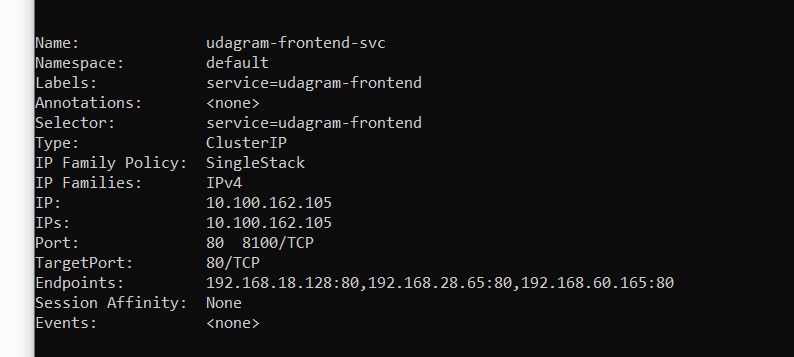 Name: udagram-frontend-svc
Namespace: default
Labels: service=udagram-frontend
Annotations: <none>
Selector: service=udagram-frontend
Type: ClusterIP
IP Family Policy: SingleStack
IP Families: IPv4
IP: 10.100.162.105
IPs: 10.100.162.105
Port: 80 8100/TCP
TargetPort: 80/TCP
Endpoints: 192.168.18.128:80,192.168.28.65:80,192.168.60.165:80
Session Affinity: None
Events: <none>